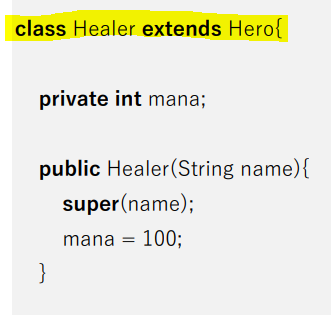 class Healer extends Hero{
private int mana;
public Healer(String name){
super(name);
mana = 100;
}